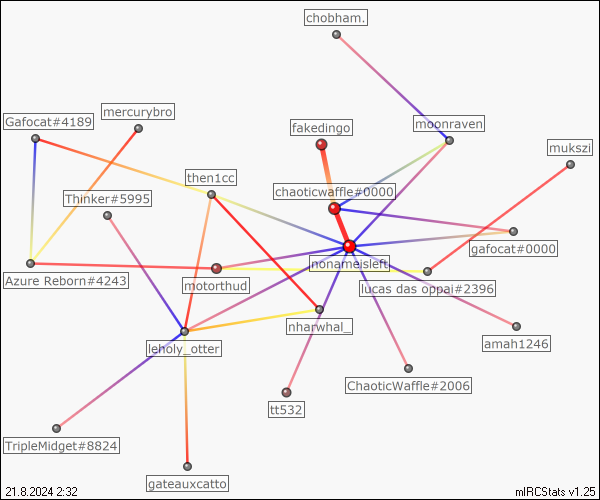 chobham.
mercurybro
Gafocat#4189
fakedingo
moonraven
mukszi
then1cc
Thinker#5995
chaoticwaffle#0000
gafocat#0000
nonameisleft
Azure Reborn#4243
motorthud
lucas das oppai#2396
nharwhal_
amah1246
leholy_otter
ChaoticWaffle#2006
tt532
TripleMidget#8824
gateauxcatto
21.8.2024 2:32
mIRCStats v1.25